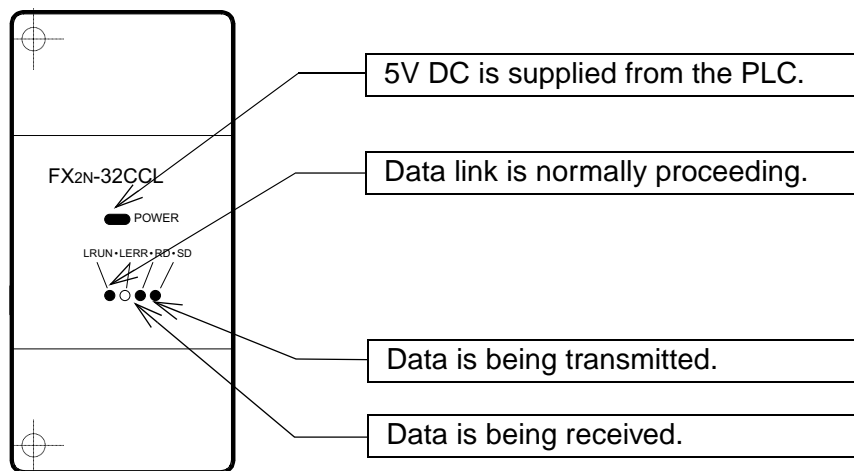 5V DC is supplied from the PLC.
Data link is normally proceeding.
FX2N-32CCL
POWER
LRUN•LERR•RD•SD
Data is being transmitted.
Data is being received.